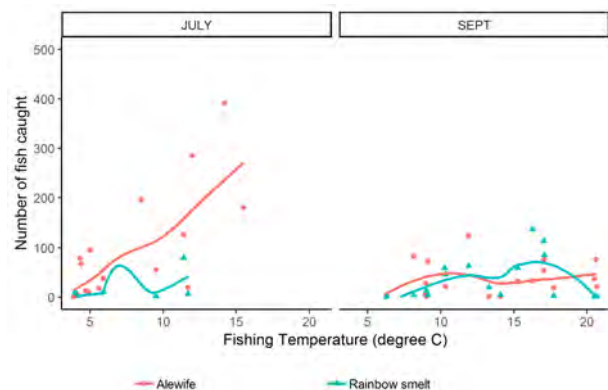 JULY SEPT
500
400
300
200
100
0
Number of fish caught
5 10 15 20 5 10 15 20
Fishing Temperature (degree C)
Alewife Rainbow smelt